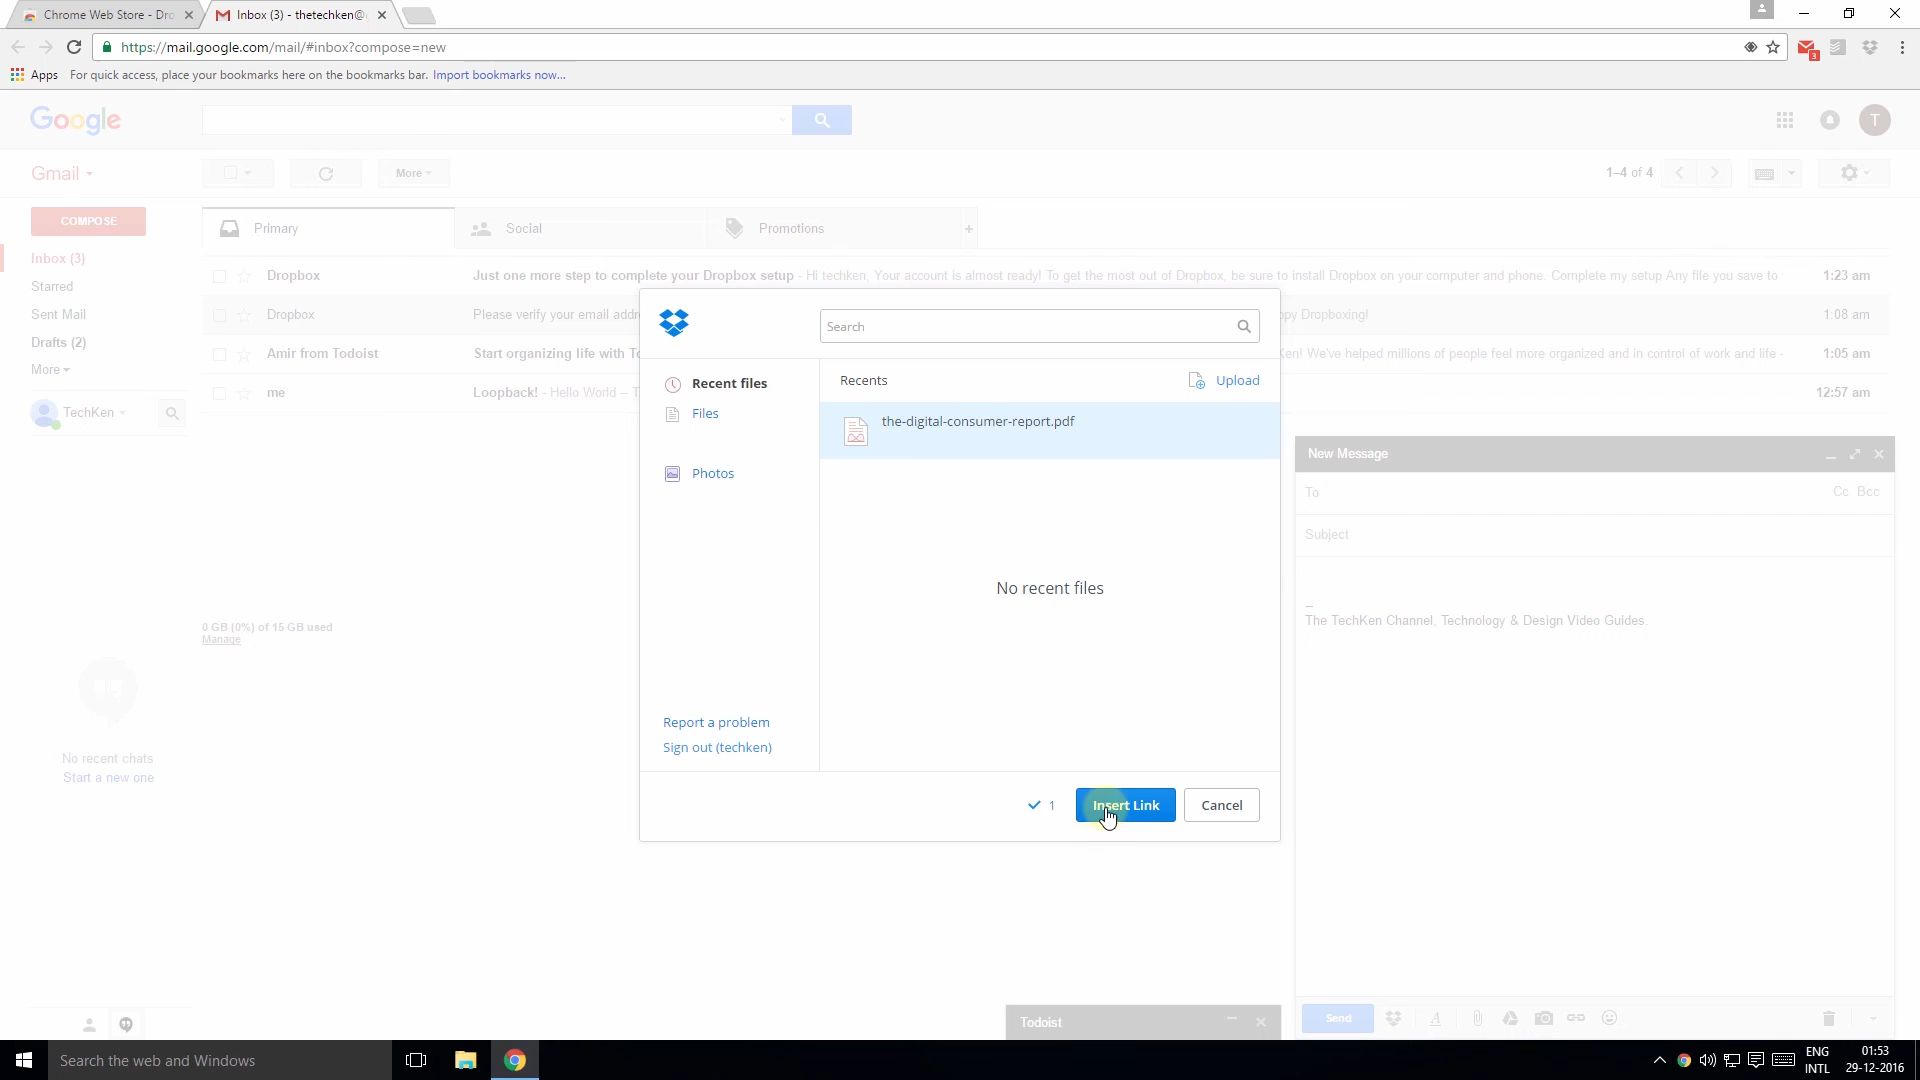 Chrome Web Store - Dro
Inbox (3) - thetechken@g
https://mail.google.com/mail/#inbox?compose=new
3
Apps For quick access, place your bookmarks here on the bookmarks bar. Import bookmarks now...
Google
T
Gmail
More
1–4 of 4
COMPOSE
Primary
Social
Promotions
+
Inbox (3)
Starred
Sent Mail
Drafts (2)
More
TechKen
Dropbox Just one more step to complete your Dropbox setup - Hi techken, Your account is almost ready! To get the most out of Dropbox, be sure to install Dropbox on your computer and phone. Complete my setup Any file you save to 1:23 am
Dropbox Please verify your email addre ppy Dropboxing! 1:08 am
Amir from Todoist Start organizing life with To Ken! We've helped millions of people feel more organized and in control of work and life - 1:05 am
me Loopback! - Hello World -- T 12:57 am
0 GB (0%) of 15 GB used
Manage
No recent chats
Start a new one
Search
Recent files
Files
Photos
Recents
Upload
the-digital-consumer-report.pdf
No recent files
Report a problem
Sign out (techken)
1
Insert Link
Cancel
New Message
To
Cc Bcc
Subject
--
The TechKen Channel, Technology & Design Video Guides.
Send
Todoist
Search the web and Windows
ENG
INTL
01:53
29-12-2016